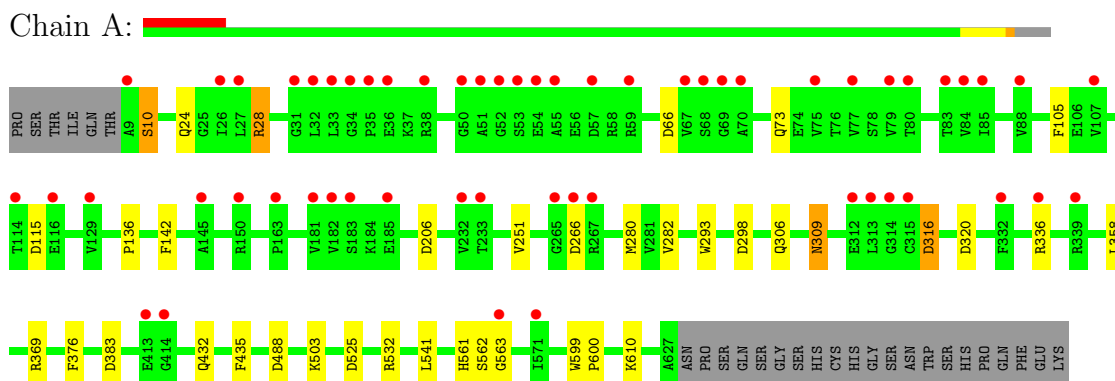 Chain A:
PRO SER THR ILE GLN THR A9 S10 Q24 G25 I26 L27 R28 G31 L32 L33 G34 P35 E36 K37 R38 G50 A51 G52 S53 E54 A55 E56 D57 R58 R59 D66 V67 S68 G69 A70 Q73 E74 V75 T76 V77 S78 V79 T80 T83 V84 I85 V88 F105 E106 V107
T114 D115 E116 V129 P136 F142 A145 R150 P163 V181 V182 S183 K184 E185 D206 V232 T233 V251 G265 D266 R267 M280 V281 V282 W293 D298 Q306 N309 E312 L313 G314 C315 D316 D320 F332 R336 R339 L358
R369 F376 D383 E413 G414 Q432 F435 D488 K503 D525 R532 L541 H561 S562 G563 I571 W599 P600 K610 A627 ASN PRO SER GLN SER GLY SER HIS CYS HIS GLY SER ASN TRP SER HIS PRO GLN PHE GLU LYS